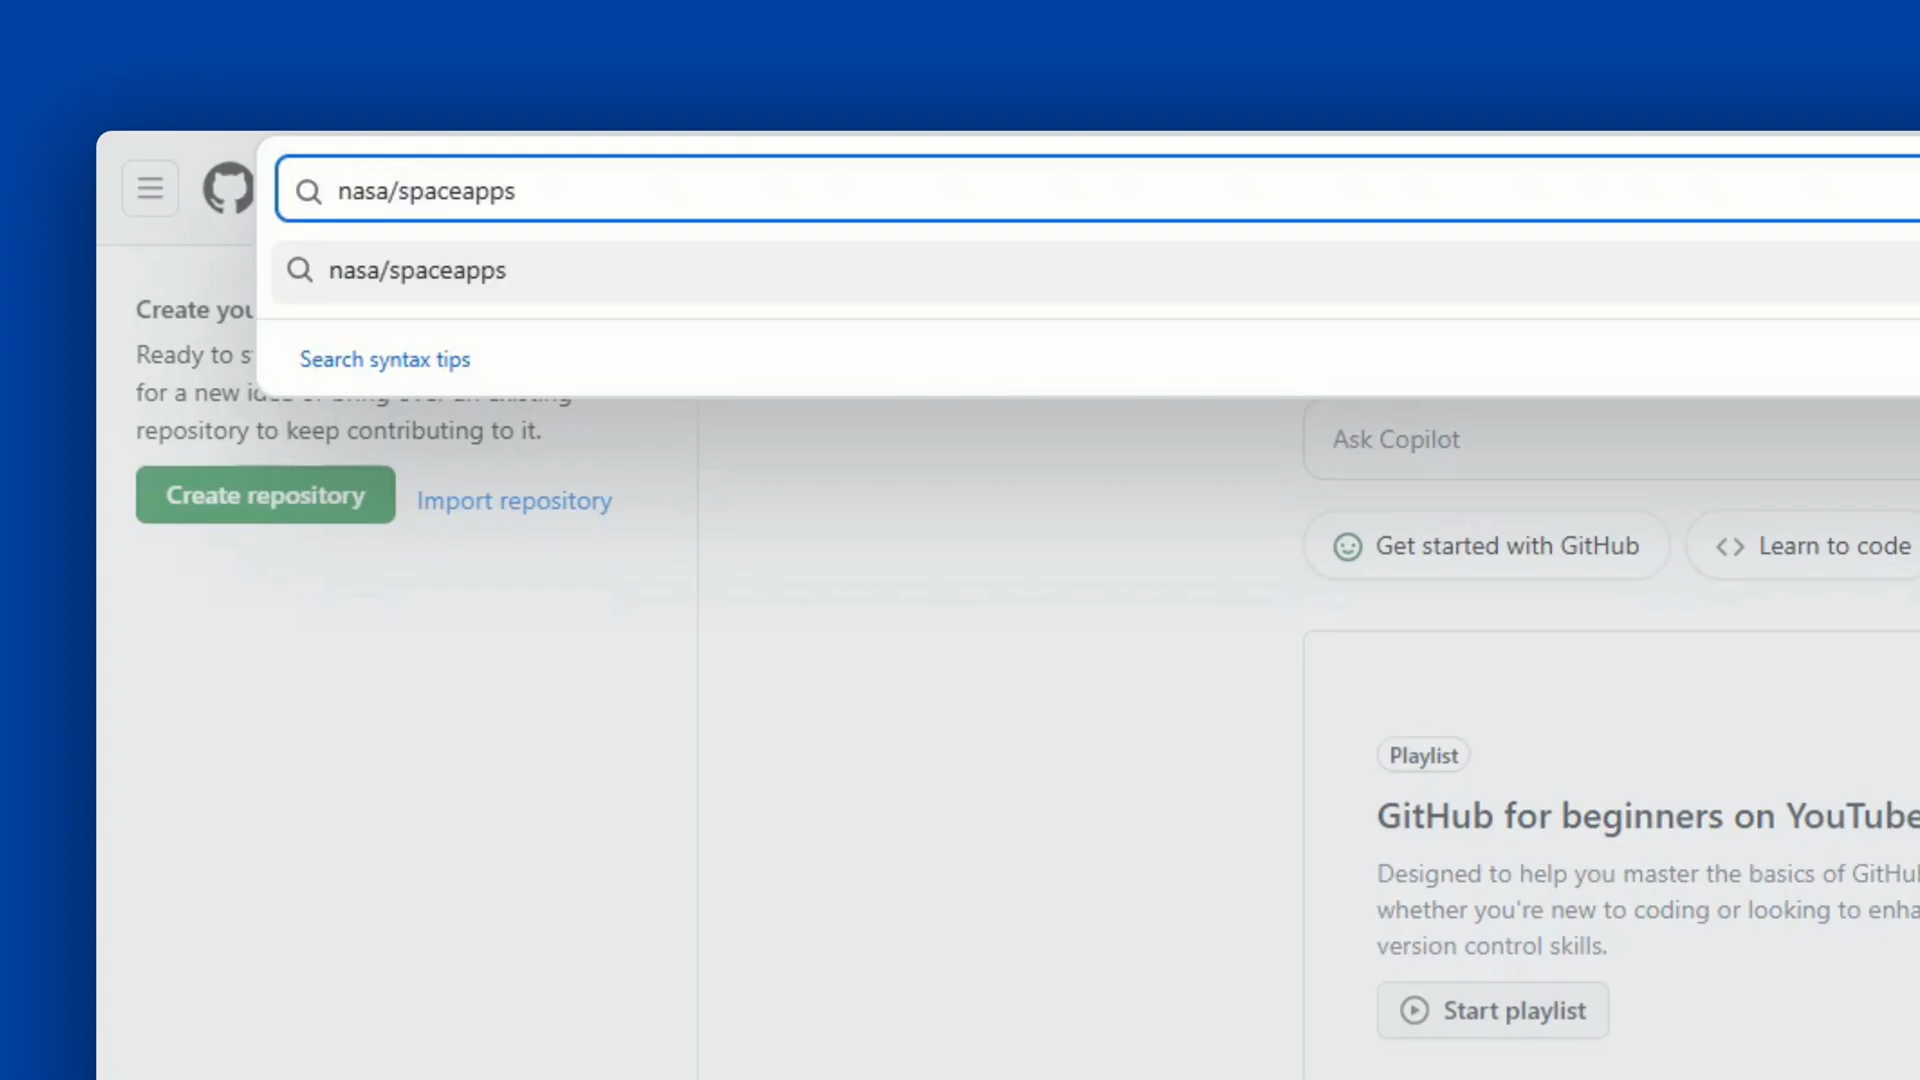 nasa/spaceapps
nasa/spaceapps
Search syntax tips
Create you
Ready to s
for a new
repository to keep contributing to it.
Create repository
Import repository
Ask Copilot
Get started with GitHub
Learn to code
Playlist
GitHub for beginners on YouTube
Designed to help you master the basics of GitHub
whether you're new to coding or looking to enha
version control skills.
Start playlist